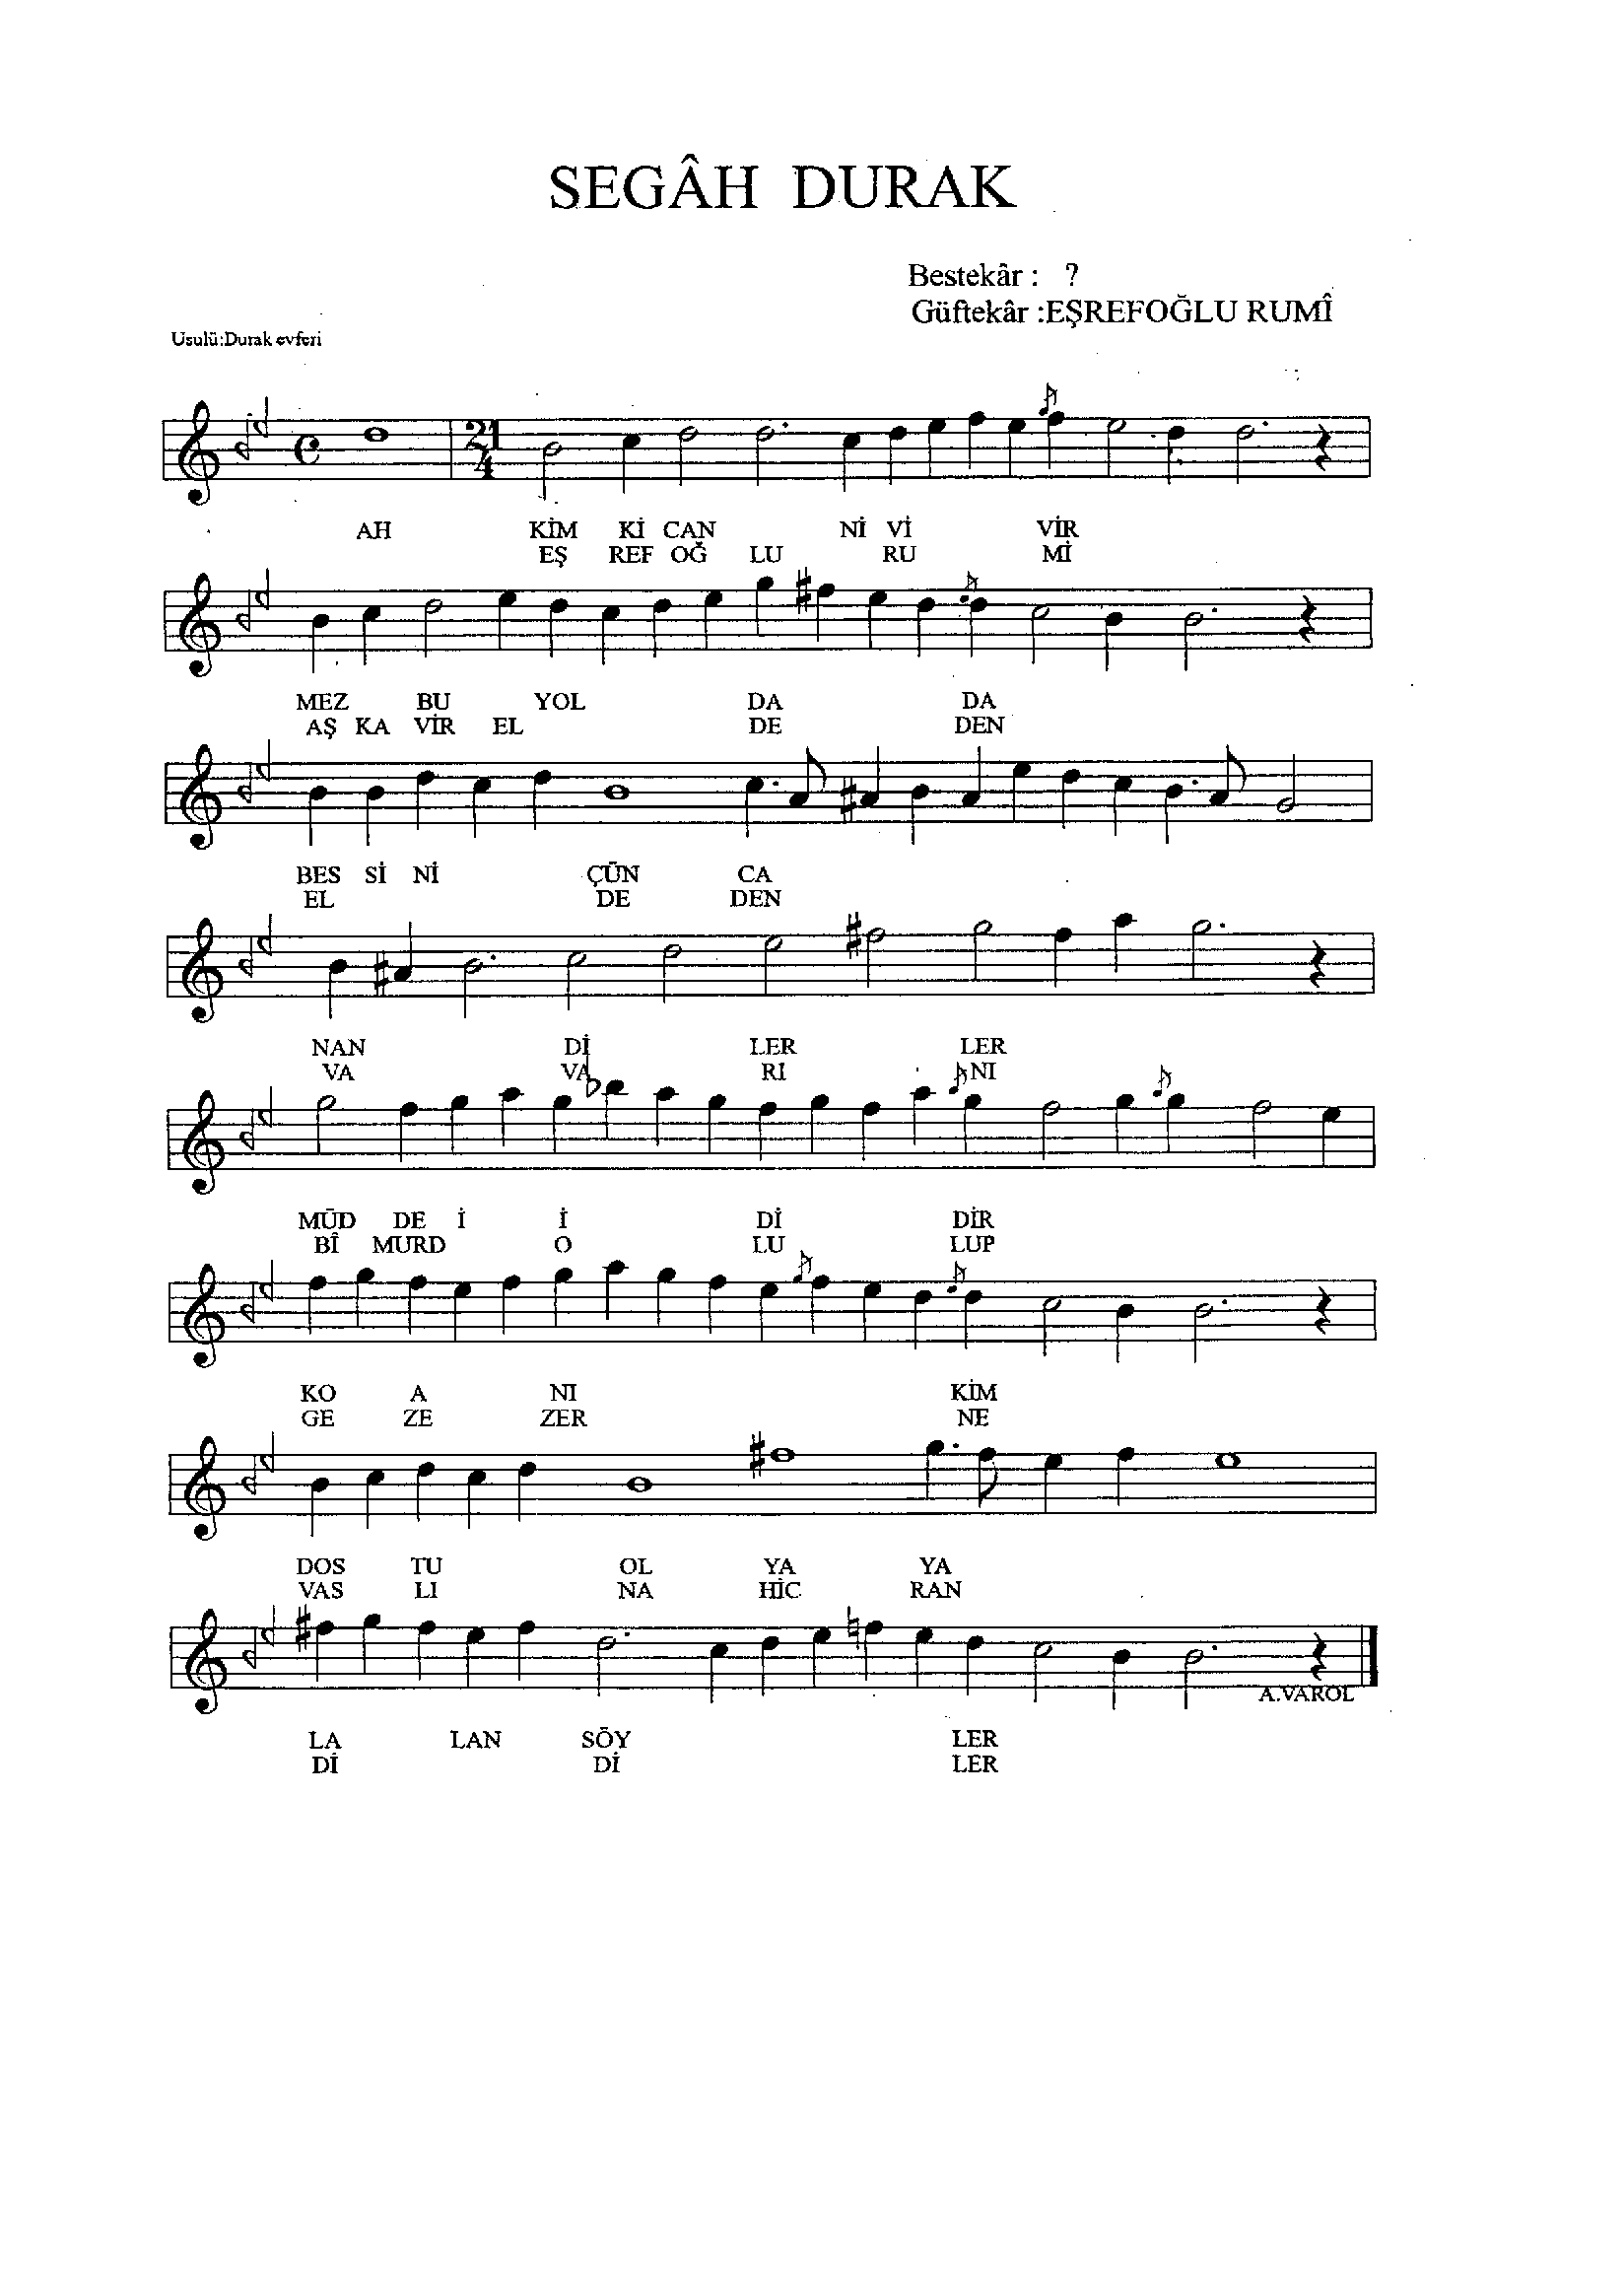 SEGÂH DURAK
Bestekâr : ?
Güftekâr :EŞREFOĞLU RUMÎ
Usulü:Durak evferi
21
4
AH KİM Kİ CAN Nİ Vİ VİR
EŞ REF OĞ LU RU Mİ
MEZ BU YOL DA DA
AŞ KA VİR EL DE DEN
BES Sİ Nİ ÇÜN CA
EL DE DEN
NAN Dİ LER LER
VA VA RI NI
MÜD DE İ İ Dİ DİR
BÎ MURD O LU LUP
KO A NI KİM
GE ZE ZER NE
DOS TU OL YA YA
VAS LI NA HİC RAN
A.VAROL
LA LAN SÖY LER
Dİ Dİ LER